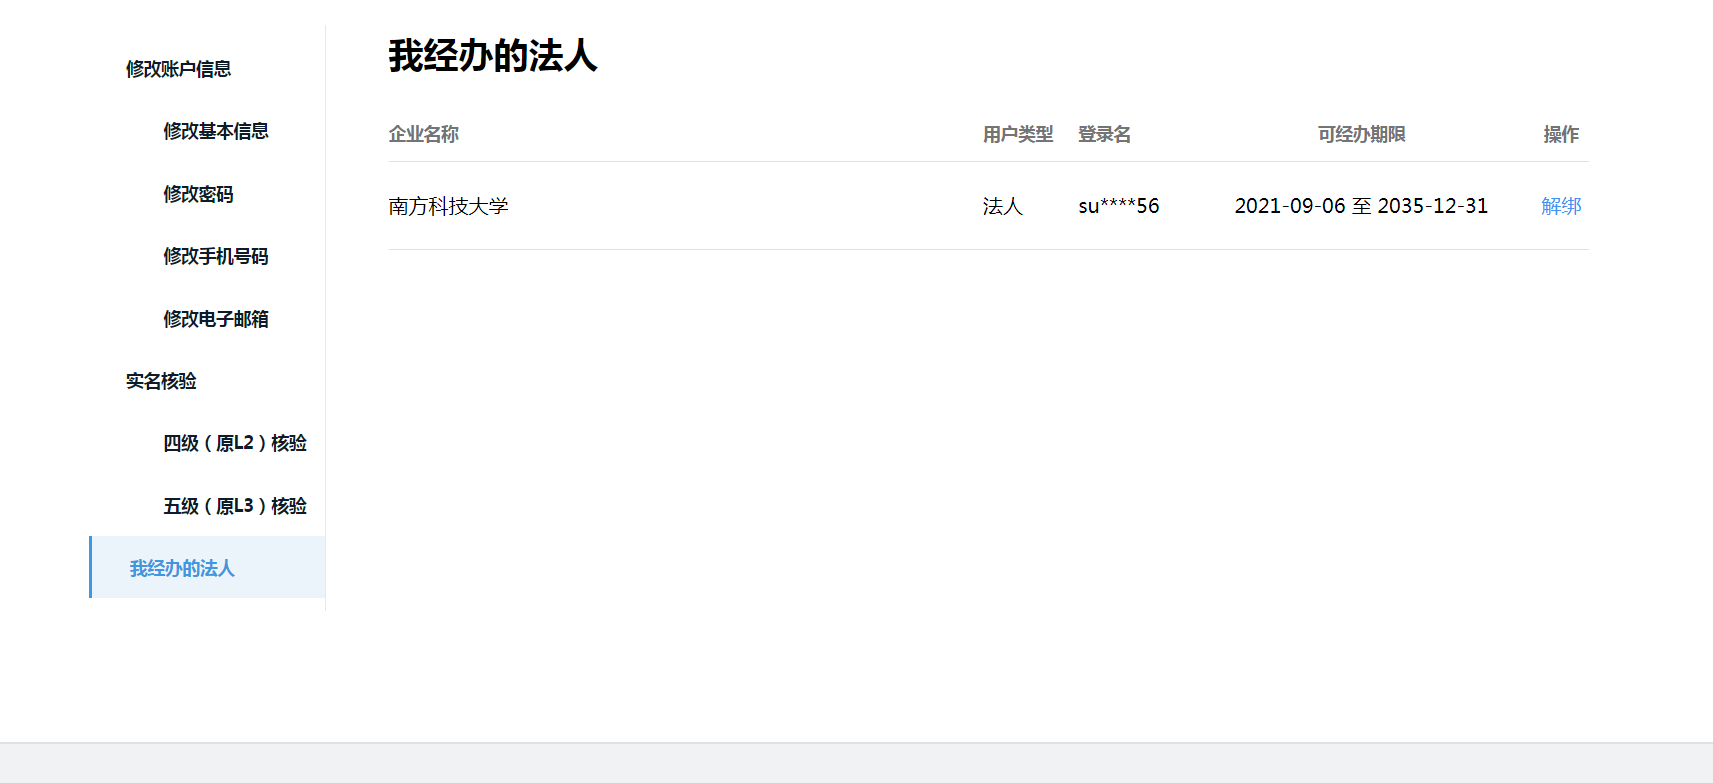 修改账户信息
修改基本信息
修改密码
修改手机号码
修改电子邮箱
实名核验
四级（原L2）核验
五级（原L3）核验
我经办的法人
我经办的法人
企业名称 用户类型 登录名 可经办期限 操作
南方科技大学 法人 su****56 2021-09-06 至 2035-12-31 解绑